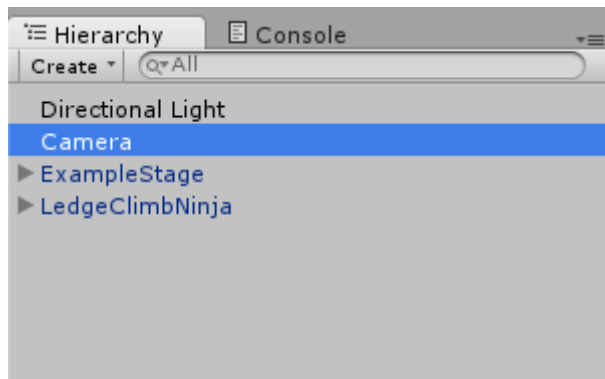 Hierarchy Console
Create All
Directional Light
Camera
ExampleStage
LedgeClimbNinja